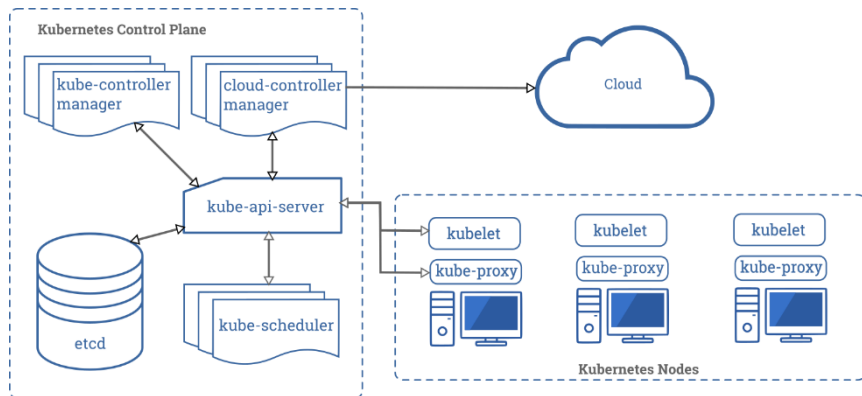 Kubernetes Control Plane
kube-controller
manager
cloud-controller
manager
Cloud
kube-api-server
etcd
kube-scheduler
kubelet
kubelet
kubelet
kube-proxy
kube-proxy
kube-proxy
Kubernetes Nodes